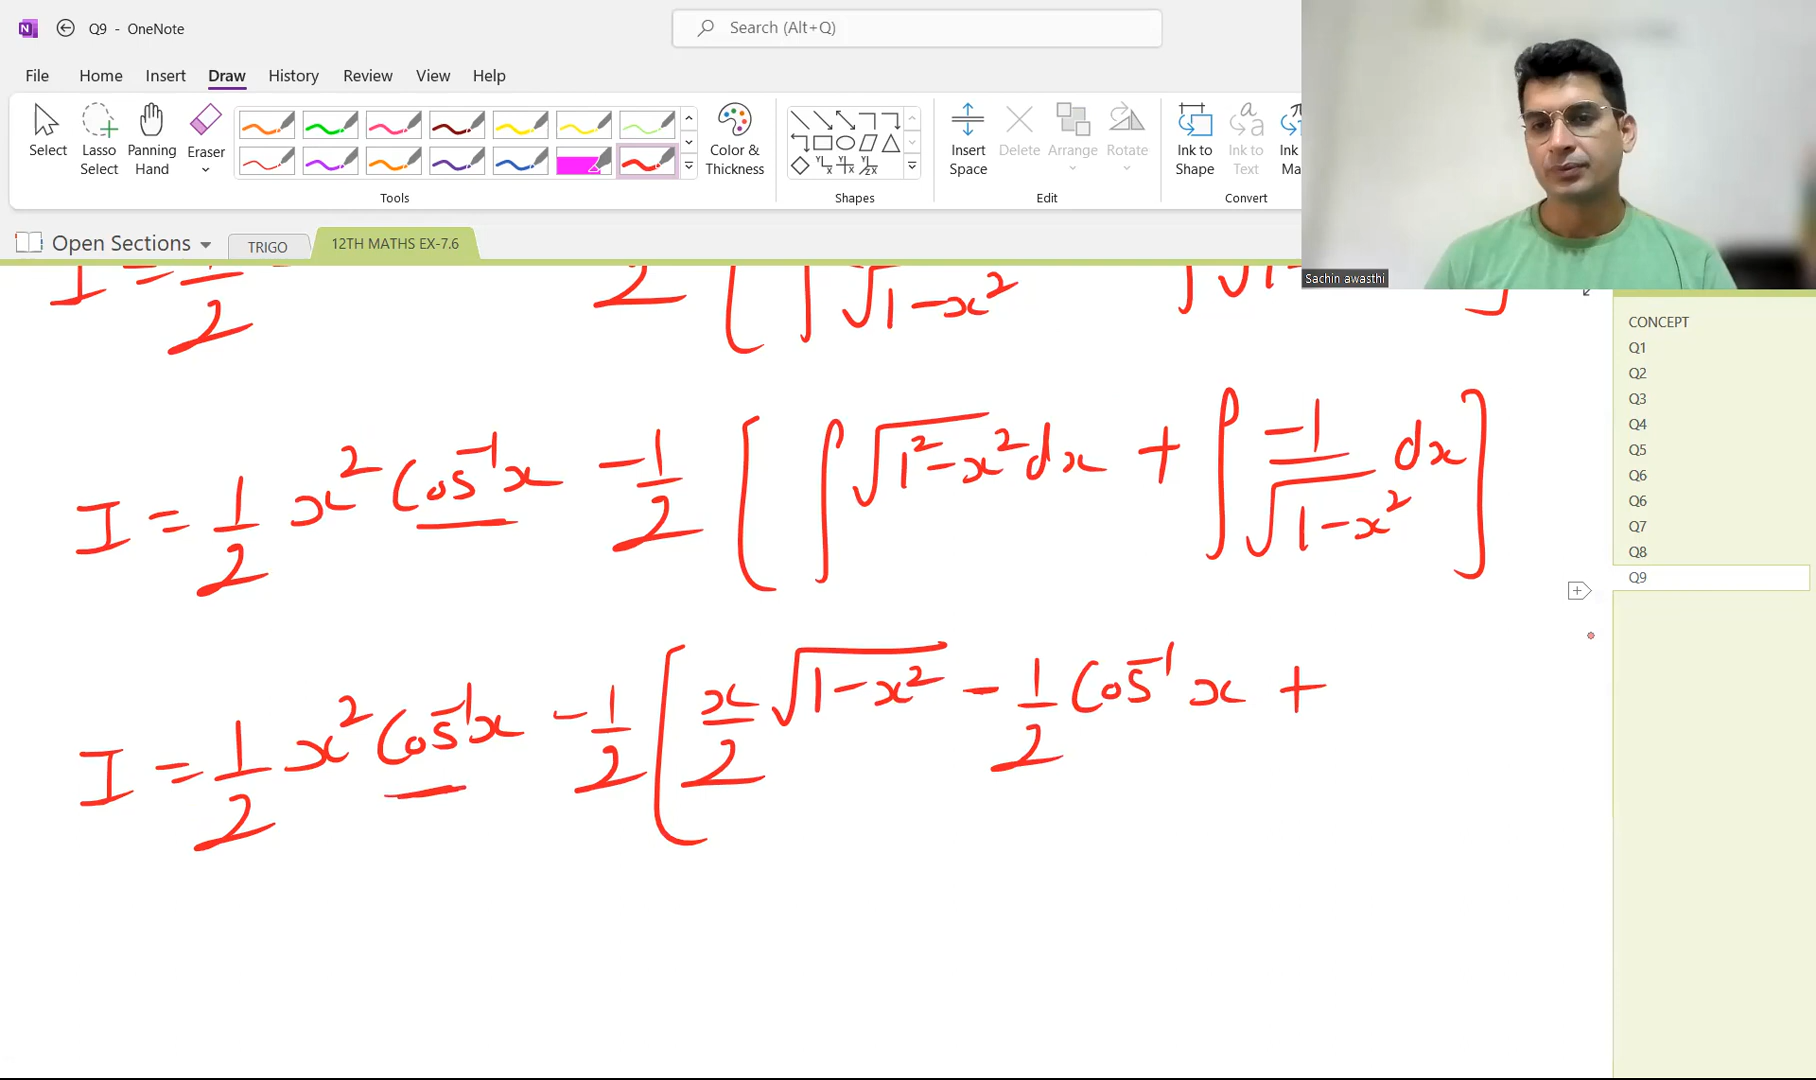 Q9 - OneNote
Search (Alt+Q)
File Home Insert Draw History Review View Help
Select
Lasso Select
Panning Hand
Eraser
Color & Thickness
Insert Space
Delete
Arrange
Rotate
Ink to Shape
Ink to Text
Ink Ma
Tools
Shapes
Edit
Convert
Sachin awasthi
Open Sections TRIGO 12TH MATHS EX-7.6
CONCEPT
Q1
Q2
Q3
Q4
Q5
Q6
Q6
Q7
Q8
Q9
I = 1/2 x² Cos⁻¹x - 1/2 [ ∫ √(1²-x²) dx + ∫ -1/√(1-x²) dx ]
I = 1/2 x² Cos⁻¹x - 1/2 [ x/2 √(1-x²) - 1/2 Cos⁻¹ x +